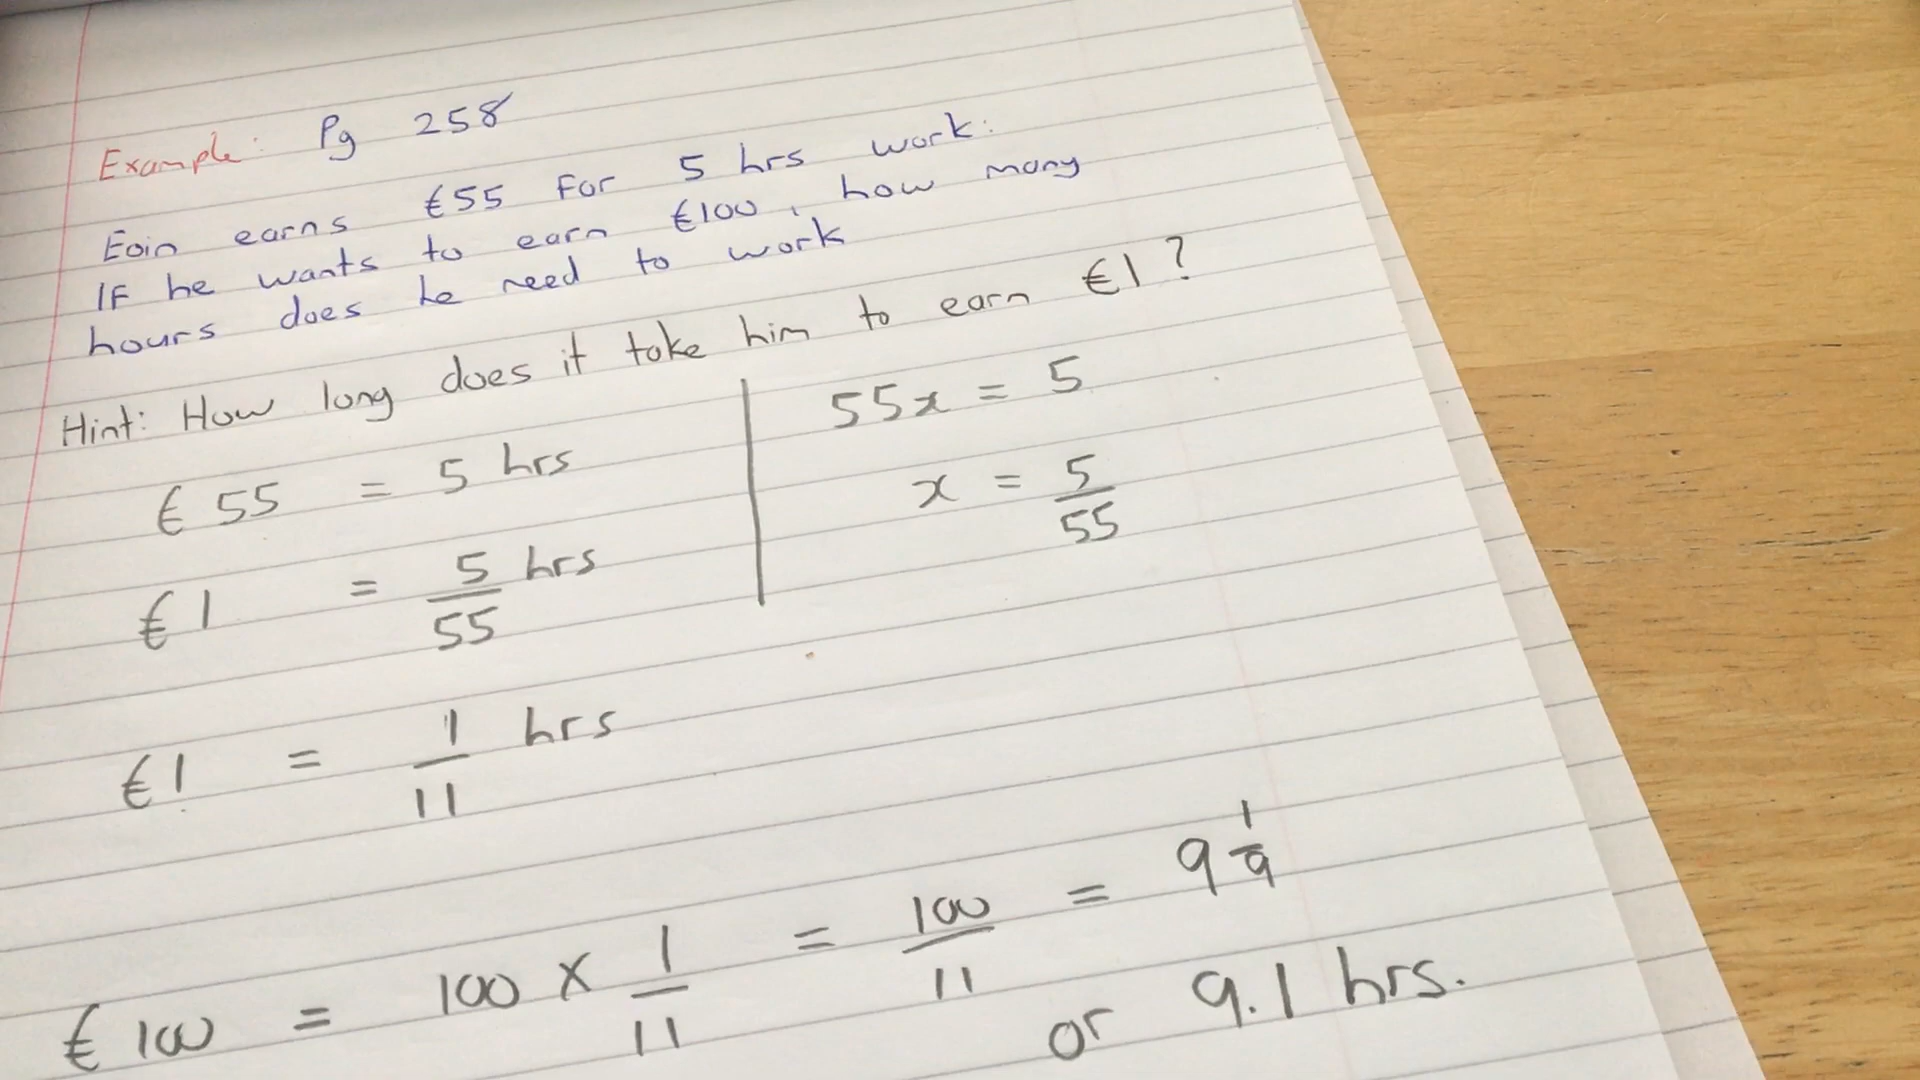 Example: Pg 258
Eoin earns €55 for 5 hrs work.
IF he wants to earn €100, how many
hours does he need to work
Hint: How long does it take him to earn €1?
€55 = 5 hrs | 55x = 5
€1 = 5/55 hrs | x = 5/55
€1 = 1/11 hrs
€100 = 100 x 1/11 = 100/11 = 9 1/9
or 9.1 hrs.